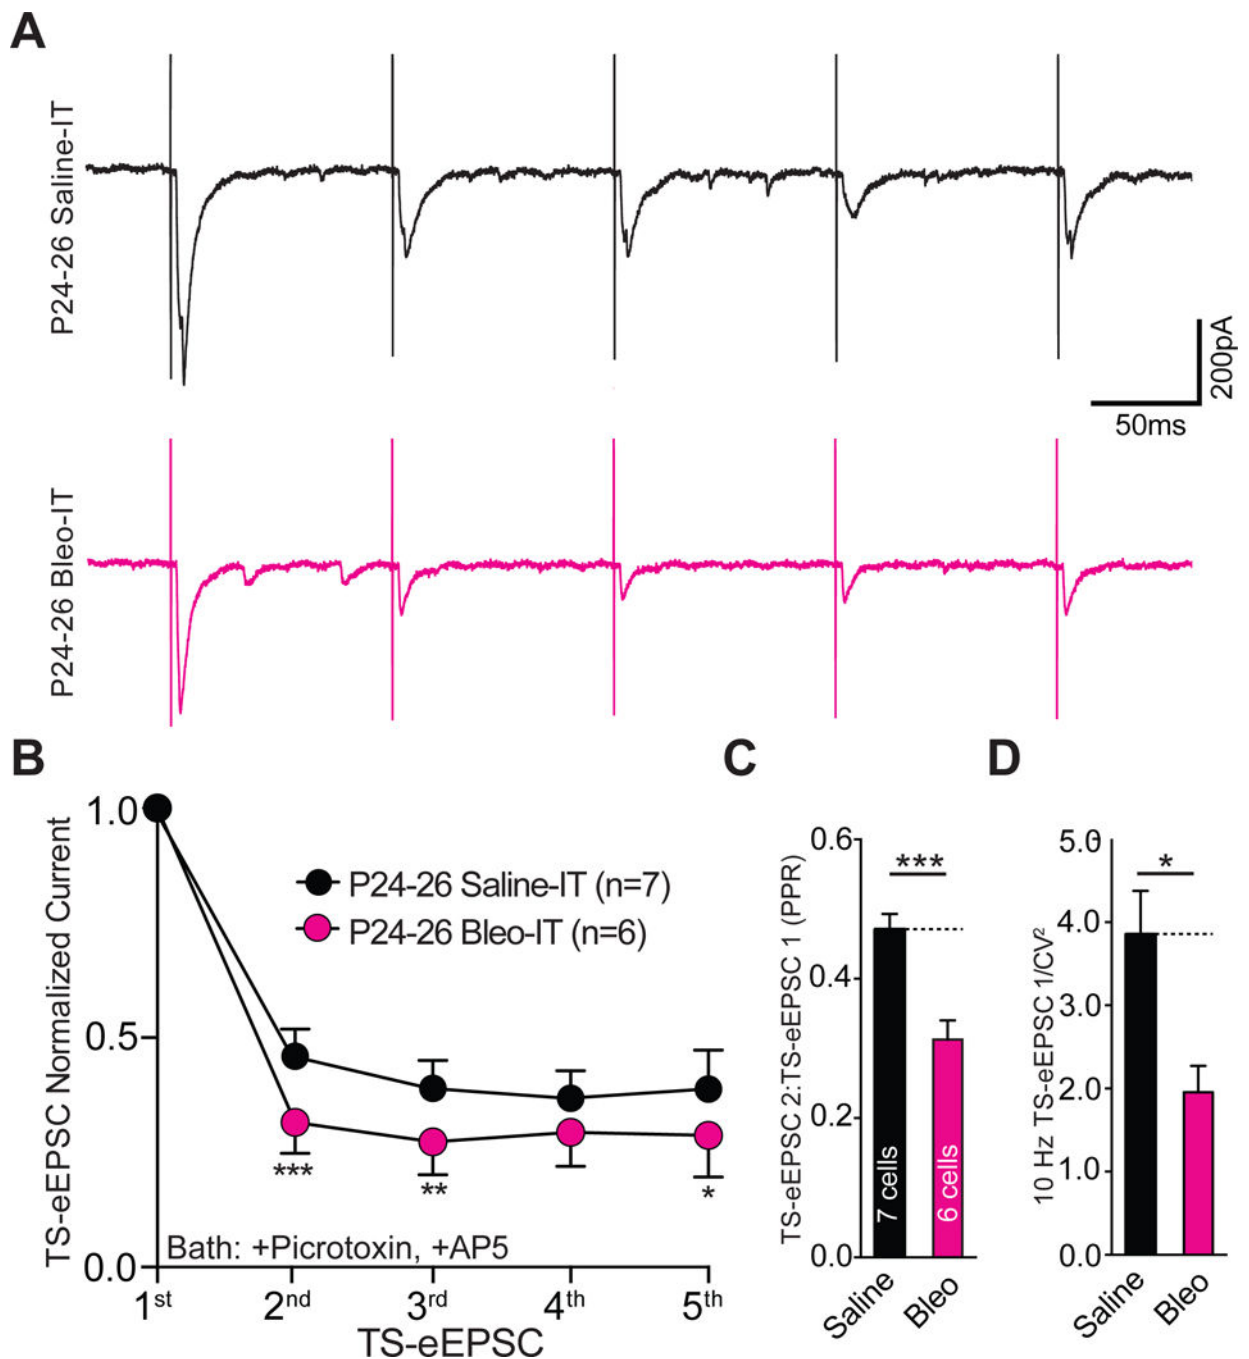 A
P24-26 Saline-IT
200pA
50ms
P24-26 Bleo-IT
B
TS-eEPSC Normalized Current
1.0
0.5
0.0
P24-26 Saline-IT (n=7)
P24-26 Bleo-IT (n=6)
***
**
*
Bath: +Picrotoxin, +AP5
1st 2nd 3rd 4th 5th
TS-eEPSC
C
TS-eEPSC 2:TS-eEPSC 1 (PPR)
0.6
0.4
0.2
0.0
***
7 cells
6 cells
Saline
Bleo
D
10 Hz TS-eEPSC 1/CV²
5.0
4.0
3.0
2.0
1.0
0.0
*
Saline
Bleo